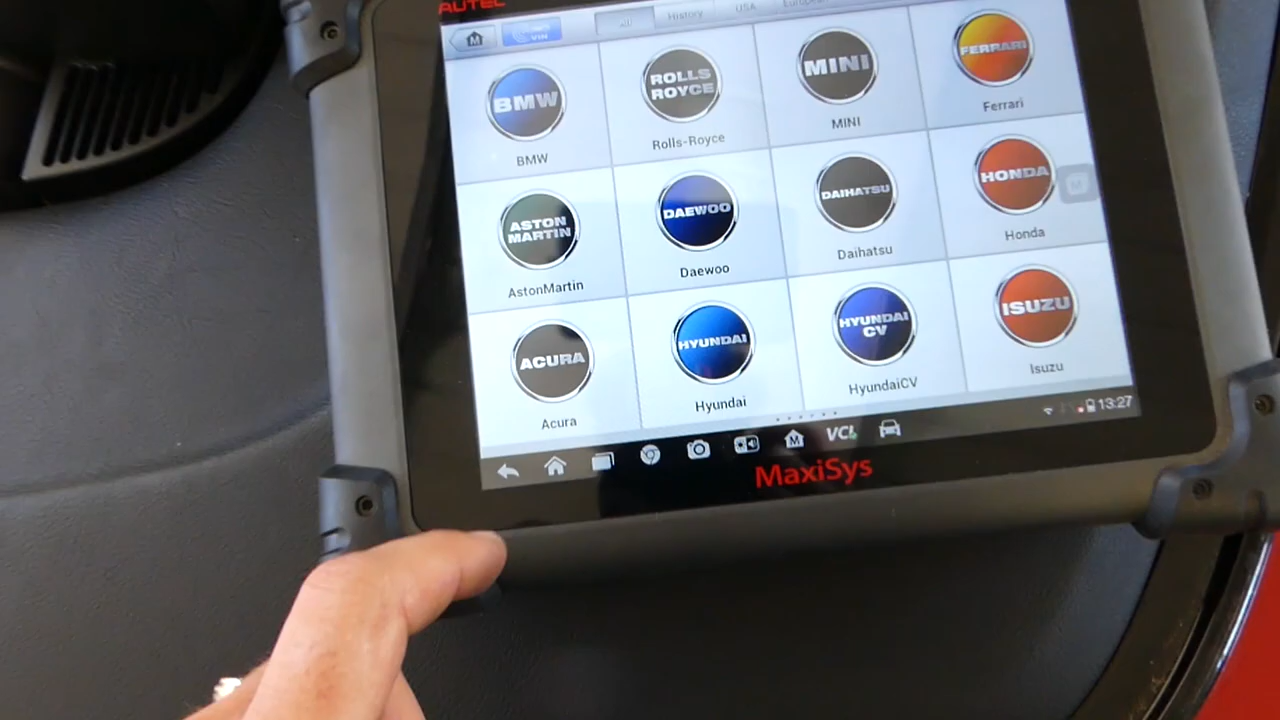 AUTEL
VIN
All
History
USA
European
BMW
ROLLS
ROYCE
MINI
FERRARI
BMW
Rolls-Royce
MINI
Ferrari
ASTON
MARTIN
DAEWOO
DAIHATSU
HONDA
M
AstonMartin
Daewoo
Daihatsu
Honda
ACURA
HYUNDAI
HYUNDAI
CV
ISUZU
Acura
Hyundai
HyundaiCV
Isuzu
M
VCI
13:27
MaxiSys